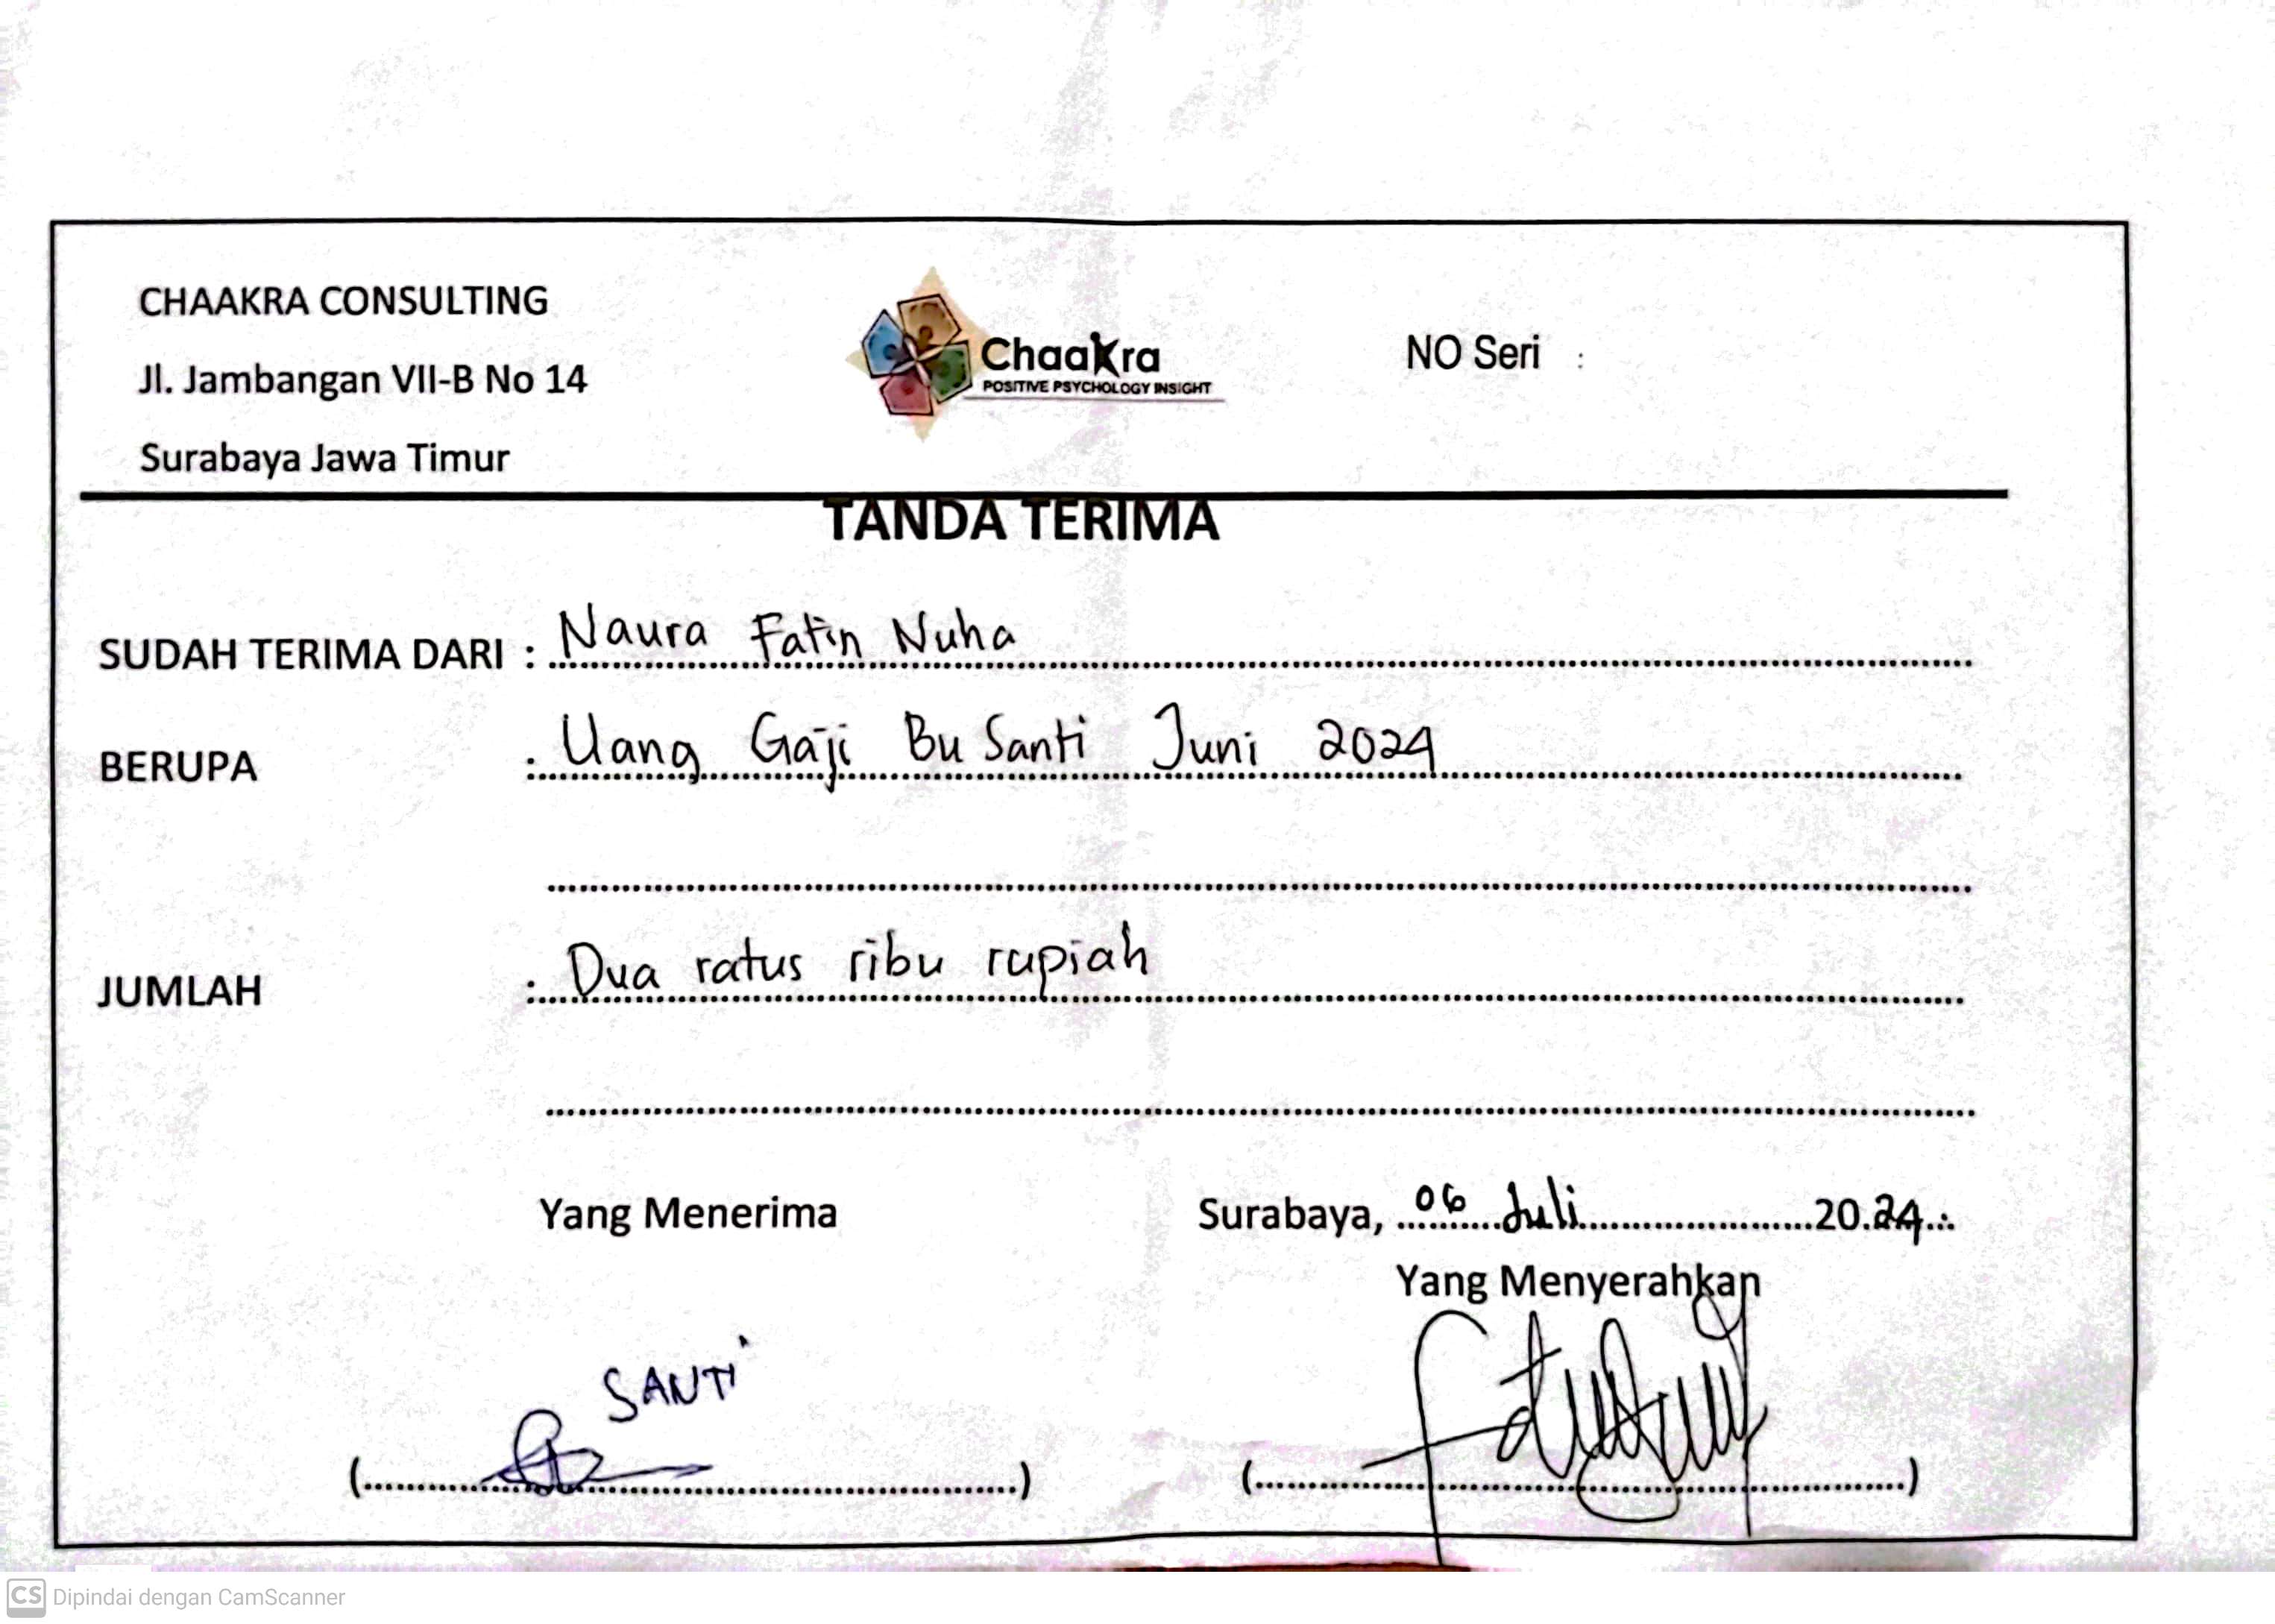 CHAAKRA CONSULTING
Jl. Jambangan VII-B No 14
Surabaya Jawa Timur
ChaaKra
POSITIVE PSYCHOLOGY INSIGHT
NO Seri :
TANDA TERIMA
SUDAH TERIMA DARI : Naura Fatin Nuha
BERUPA : Uang Gaji Bu Santi Juni 2024
JUMLAH : Dua ratus ribu rupiah
Yang Menerima
Surabaya, 06 Juli 2024
Yang Menyerahkan
SANTI
CS Dipindai dengan CamScanner